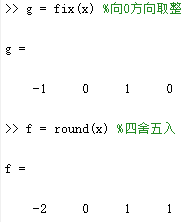 >> g = fix(x) %向0方向取整
g =
-1 0 1 0
>> f = round(x) %四舍五入
f =
-2 0 1 1